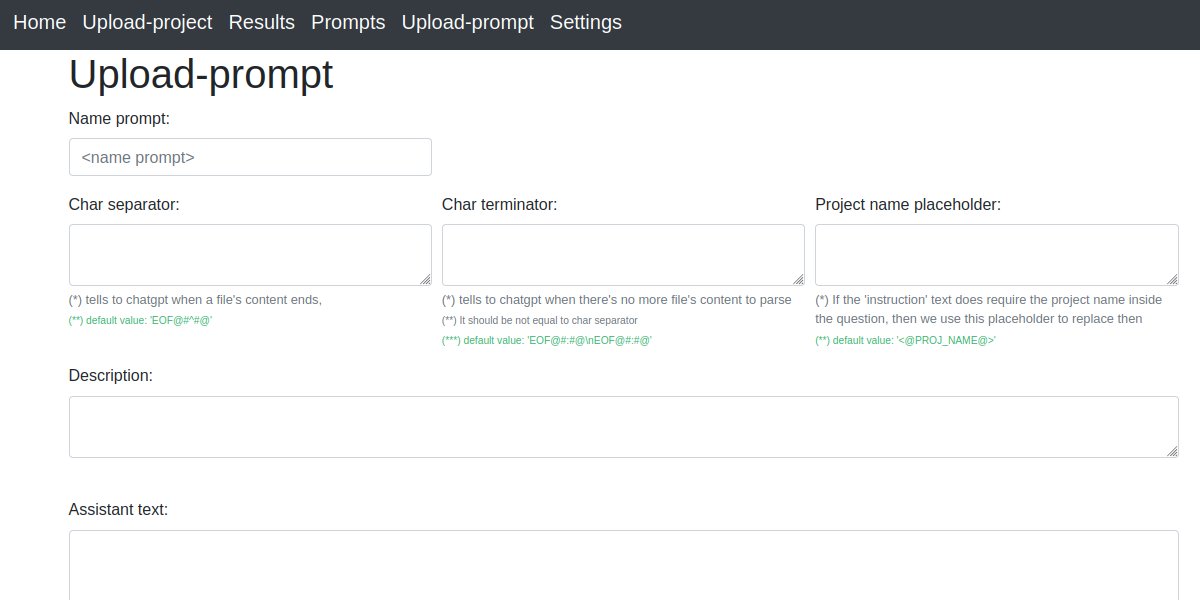 Home Upload-project Results Prompts Upload-prompt Settings
Upload-prompt
Name prompt:
<name prompt>
Char separator:
(*) tells to chatgpt when a file's content ends,
(**) default value: 'EOF@#^#@'
Char terminator:
(*) tells to chatgpt when there's no more file's content to parse
(**) It should be not equal to char separator
(***) default value: 'EOF@#:#@\nEOF@#:#@'
Project name placeholder:
(*) If the 'instruction' text does require the project name inside
the question, then we use this placeholder to replace then
(**) default value: '<@PROJ_NAME@>'
Description:
Assistant text: